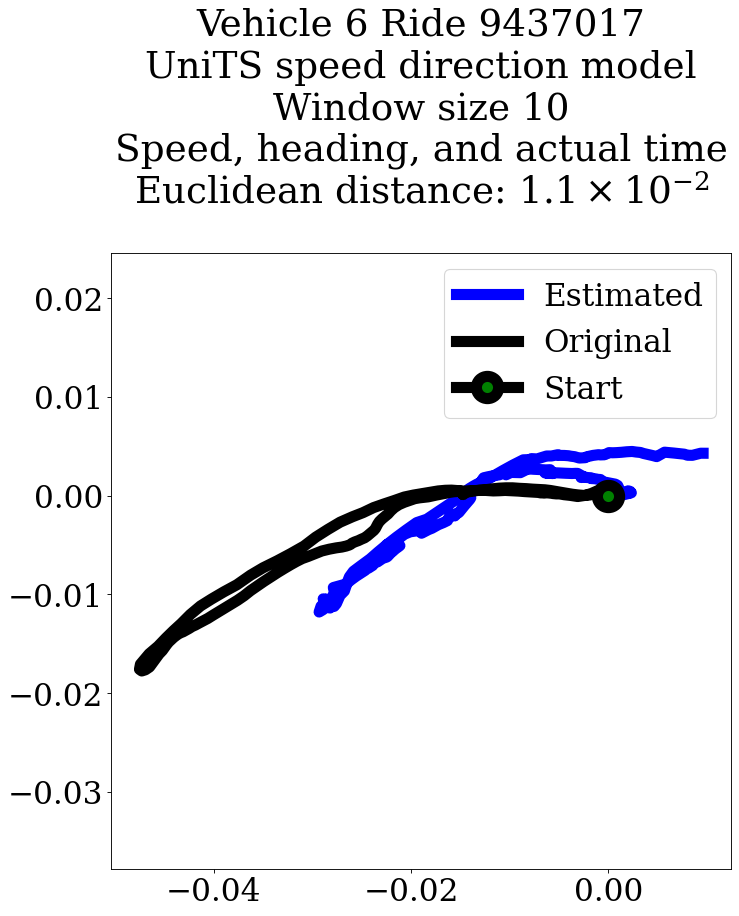 Vehicle 6 Ride 9437017
UniTS speed direction model
Window size 10
Speed, heading, and actual time
Euclidean distance: 1.1 × 10⁻²
Estimated
Original
Start
0.02
0.01
0.00
−0.01
−0.02
−0.03
−0.04 −0.02 0.00